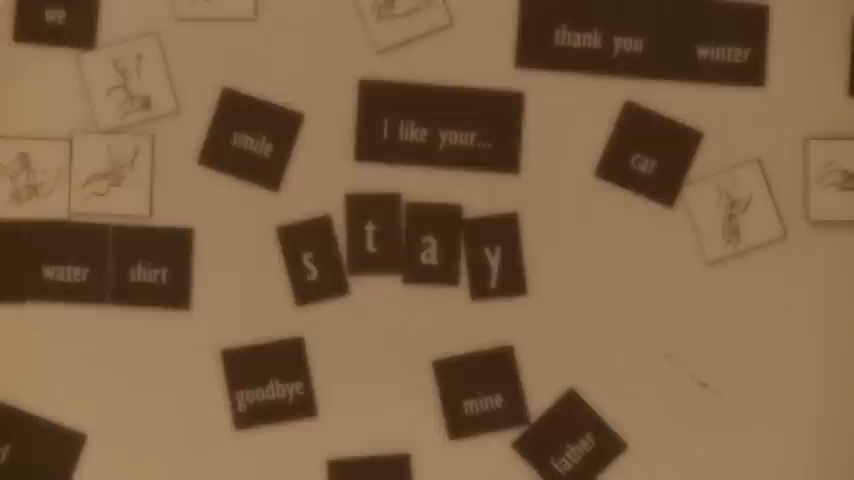 we
thank you winter
smile
I like your...
car
s t a y
water shirt
goodbye
mine
father